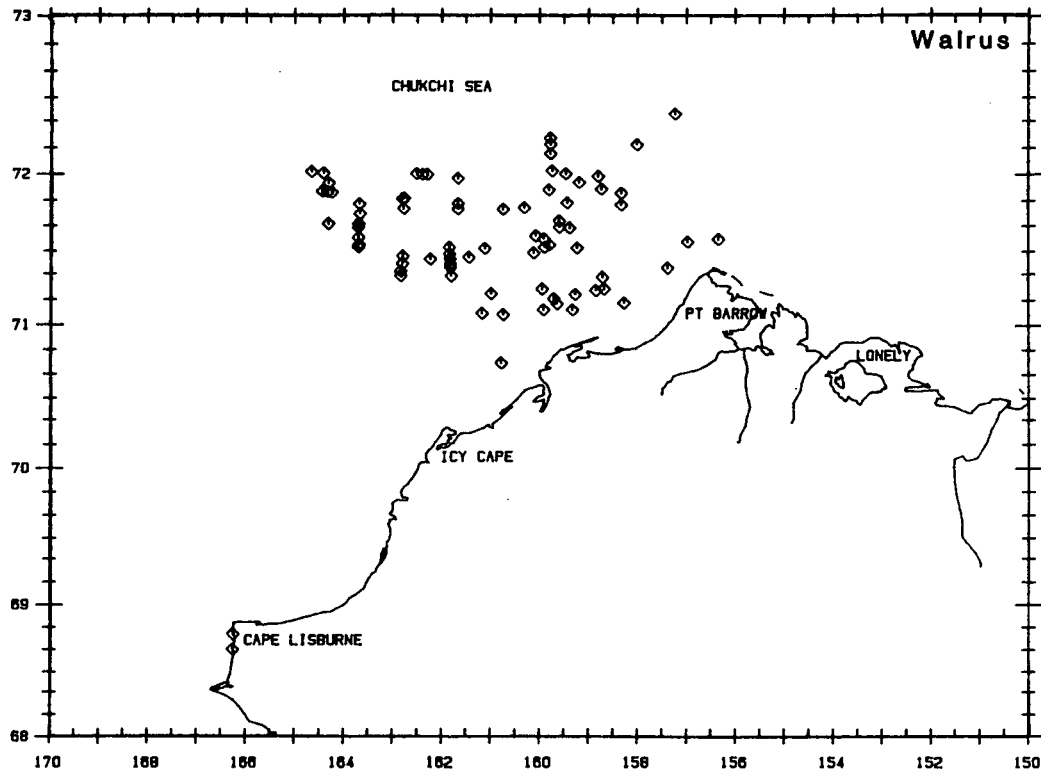 73
Walrus
CHUKCHI SEA
72
71
PT BARROW
LONELY
70
ICY CAPE
69
CAPE LISBURNE
68
170 168 166 164 162 160 158 156 154 152 150